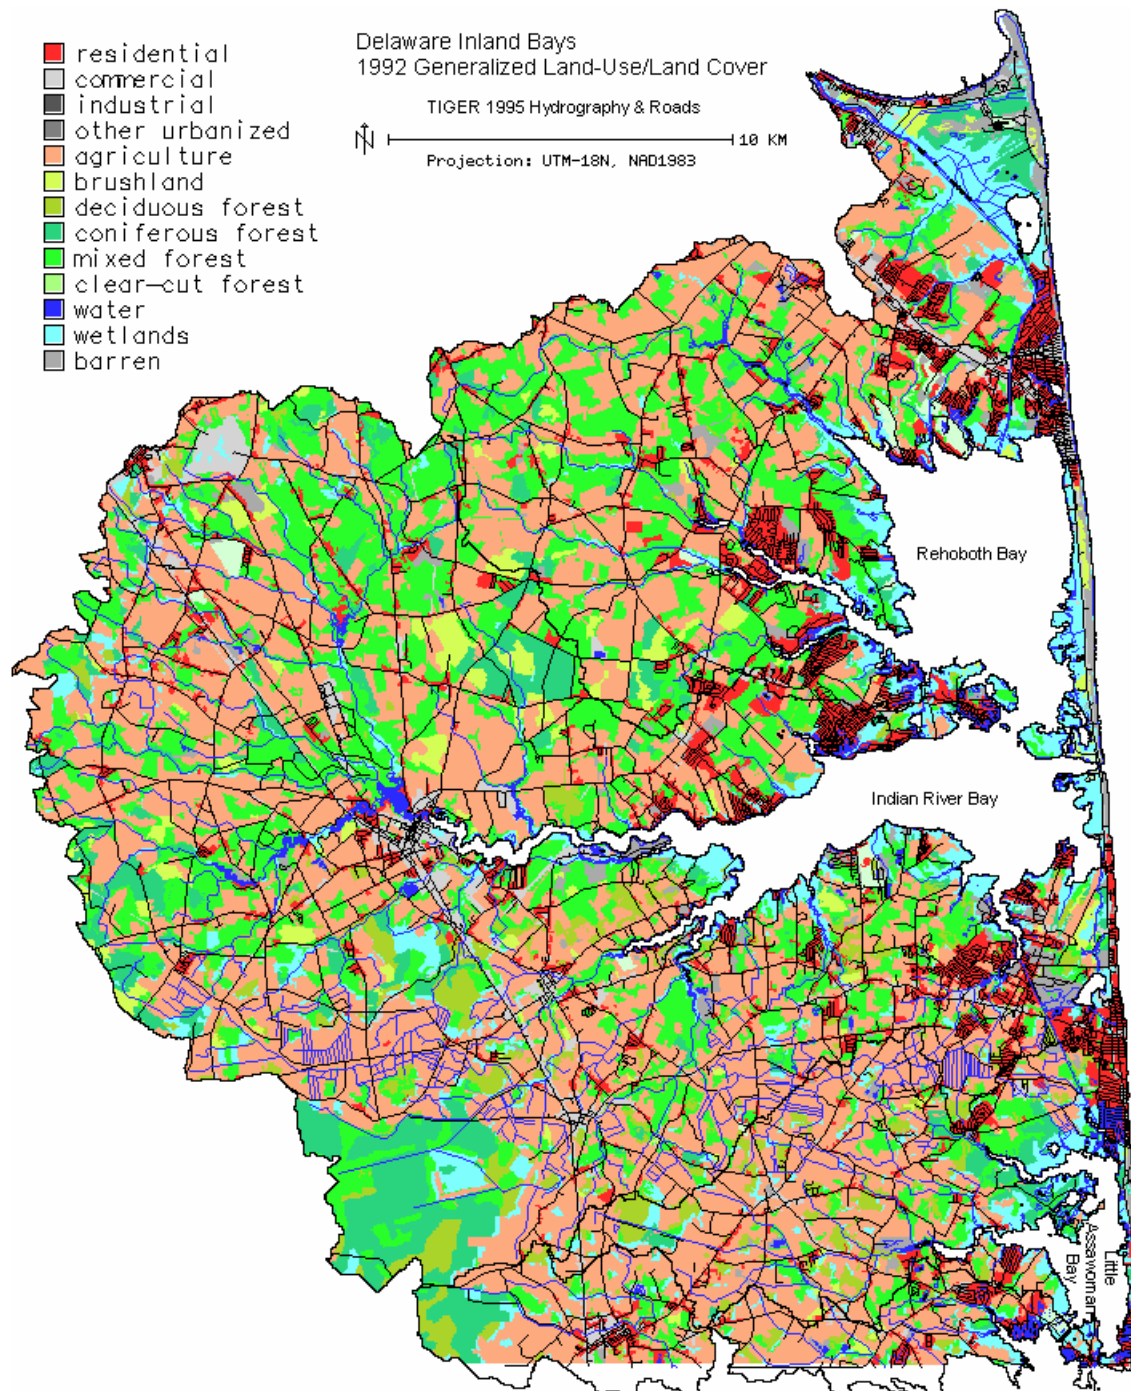 Delaware Inland Bays
1992 Generalized Land-Use/Land Cover
TIGER 1995 Hydrography & Roads
N
10 KM
Projection: UTM-18N, NAD1983
residential
commercial
industrial
other urbanized
agriculture
brushland
deciduous forest
coniferous forest
mixed forest
clear-cut forest
water
wetlands
barren
Rehoboth Bay
Indian River Bay
Little
Assawoman
Bay